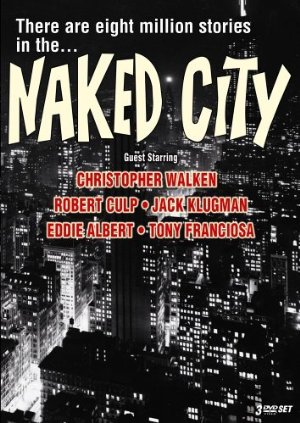 There are eight million stories
in the...
NAKED CITY
Guest Starring
CHRISTOPHER WALKEN
ROBERT CULP • JACK KLUGMAN
EDDIE ALBERT • TONY FRANCIOSA
3 DVD SET